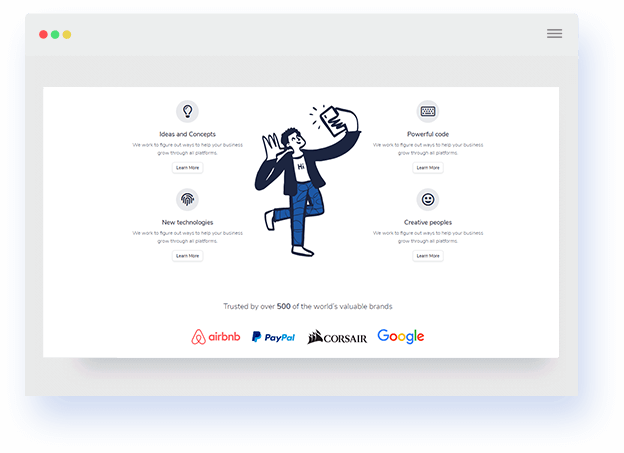 Ideas and Concepts
We work to figure out ways to help your business
grow through all platforms.
Learn More
New technologies
We work to figure out ways to help your business
grow through all platforms.
Learn More
Hi
Powerful code
We work to figure out ways to help your business
grow through all platforms.
Learn More
Creative peoples
We work to figure out ways to help your business
grow through all platforms.
Learn More
Trusted by over 500 of the world's valuable brands
airbnb PayPal CORSAIR Google